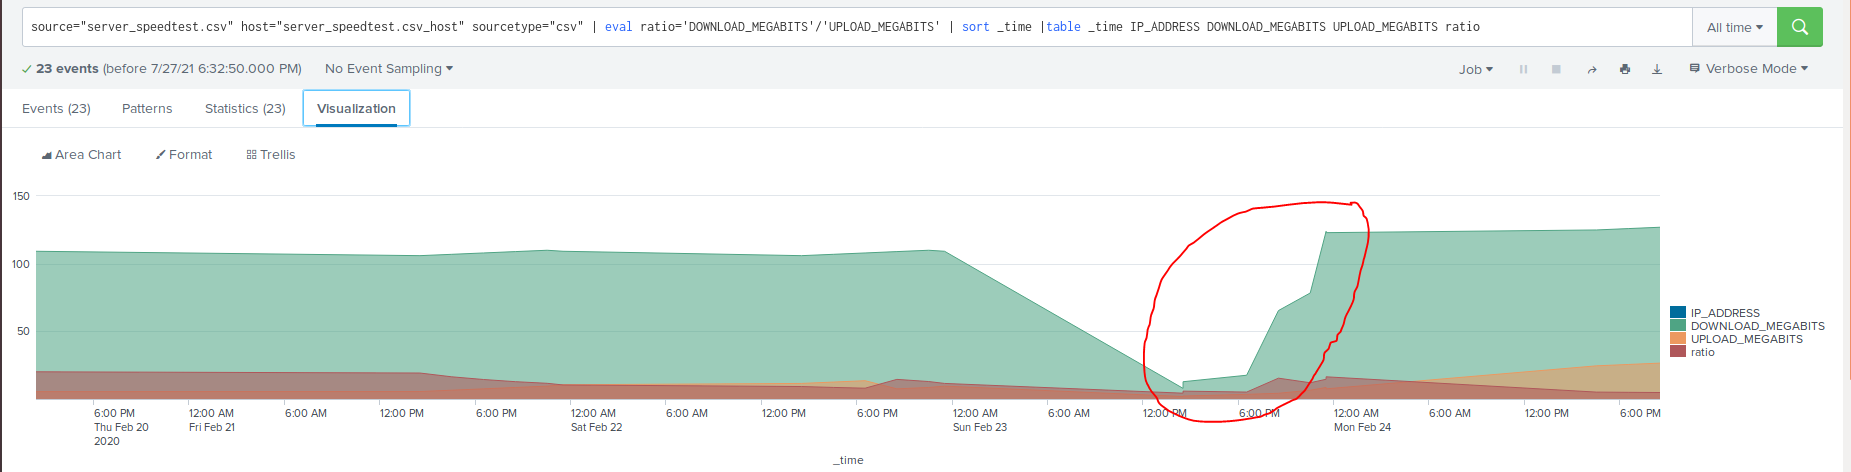 source="server_speedtest.csv" host="server_speedtest.csv_host" sourcetype="csv" | eval ratio='DOWNLOAD_MEGABITS'/'UPLOAD_MEGABITS' | sort _time |table _time IP_ADDRESS DOWNLOAD_MEGABITS UPLOAD_MEGABITS ratio
All time
23 events (before 7/27/21 6:32:50.000 PM)
No Event Sampling
Job
Verbose Mode
Events (23)
Patterns
Statistics (23)
Visualization
Area Chart
Format
Trellis
150
100
50
IP_ADDRESS
DOWNLOAD_MEGABITS
UPLOAD_MEGABITS
ratio
6:00 PM
Thu Feb 20
2020
12:00 AM
Fri Feb 21
6:00 AM
12:00 PM
6:00 PM
12:00 AM
Sat Feb 22
6:00 AM
12:00 PM
6:00 PM
12:00 AM
Sun Feb 23
6:00 AM
12:00 PM
6:00 PM
12:00 AM
Mon Feb 24
6:00 AM
12:00 PM
6:00 PM
_time